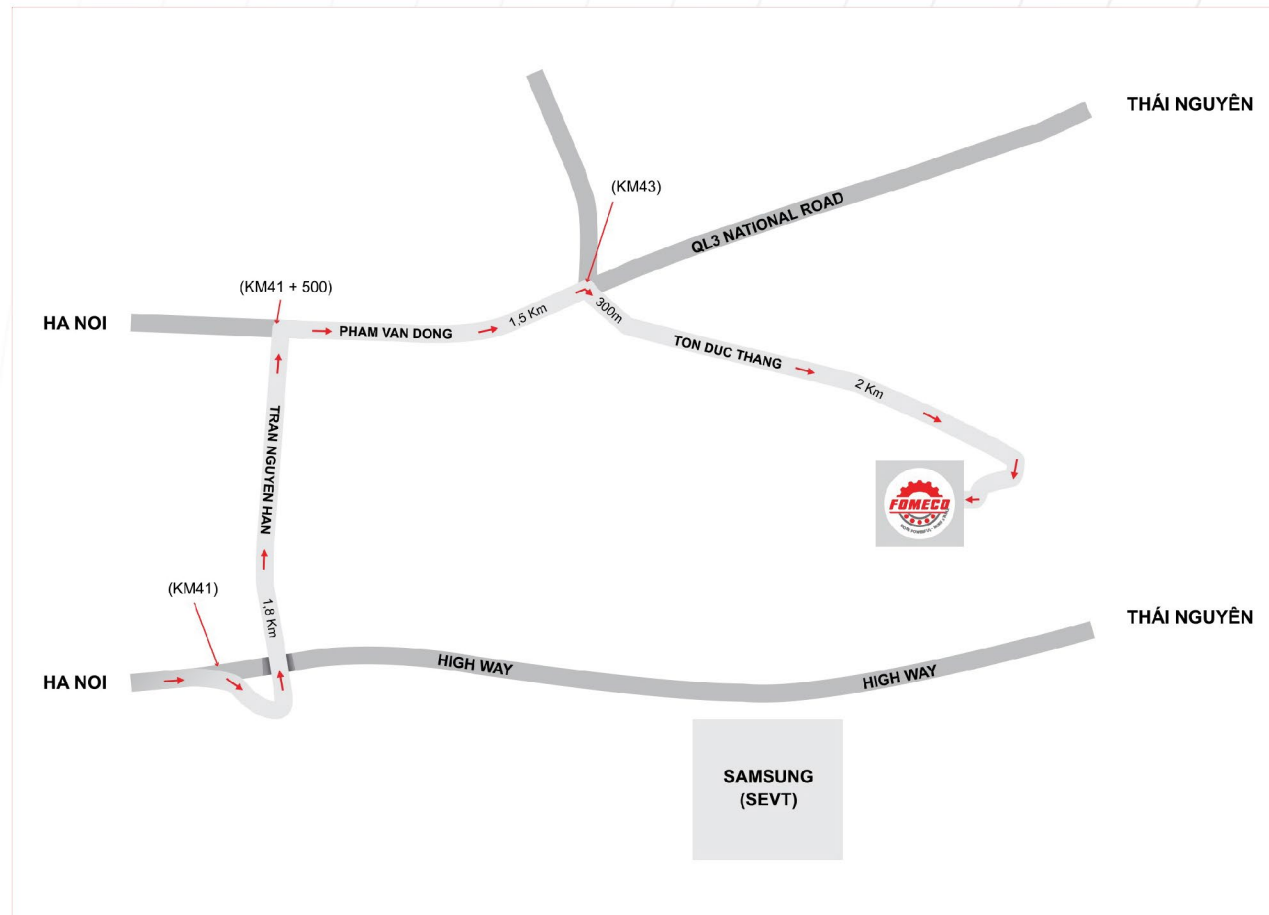 THÁI NGUYÊN
(KM43)
QL3 NATIONAL ROAD
(KM41 + 500)
HA NOI
PHAM VAN DONG
1,5 Km
300m
TON DUC THANG
2 Km
TRAN NGUYEN HAN
FOMECO
(KM41)
1,8 Km
THÁI NGUYÊN
HA NOI
HIGH WAY
HIGH WAY
SAMSUNG
(SEVT)